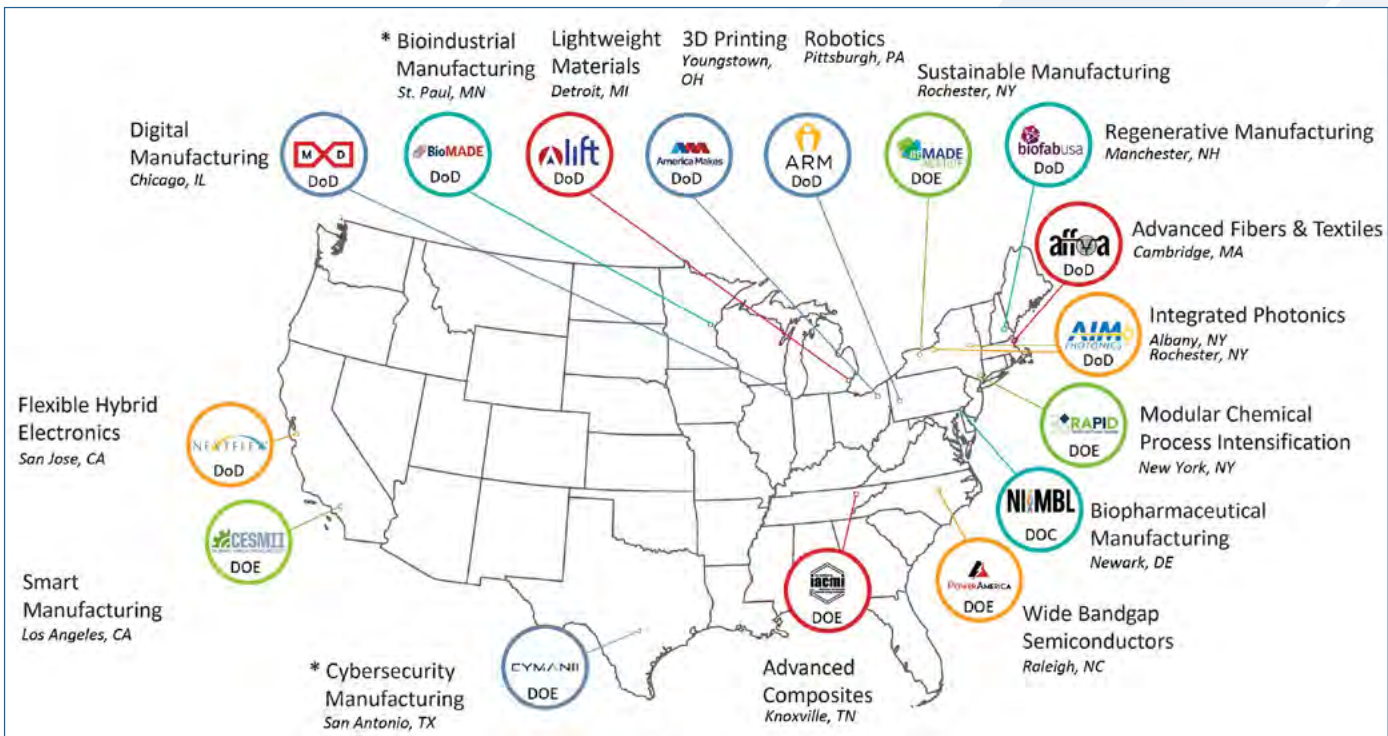 * Bioindustrial
Manufacturing
St. Paul, MN
Lightweight
Materials
Detroit, MI
3D Printing
Youngstown,
OH
Robotics
Pittsburgh, PA
Sustainable Manufacturing
Rochester, NY
Digital
Manufacturing
Chicago, IL
M D
DoD
BioMADE
DoD
lift
DoD
America Makes
DoD
ARM
DoD
MADE
DOE
biofabusa
DoD
Regenerative Manufacturing
Manchester, NH
affoa
DoD
Advanced Fibers & Textiles
Cambridge, MA
AIM
PHOTONICS
DoD
Integrated Photonics
Albany, NY
Rochester, NY
Flexible Hybrid
Electronics
San Jose, CA
NEXTFLEX
DoD
RAPID
DOE
Modular Chemical
Process Intensification
New York, NY
CESMII
DOE
NIIMBL
DOC
Biopharmaceutical
Manufacturing
Newark, DE
Smart
Manufacturing
Los Angeles, CA
iacmi
DOE
POWERAMERICA
DOE
Wide Bandgap
Semiconductors
Raleigh, NC
* Cybersecurity
Manufacturing
San Antonio, TX
CYMANII
DOE
Advanced
Composites
Knoxville, TN